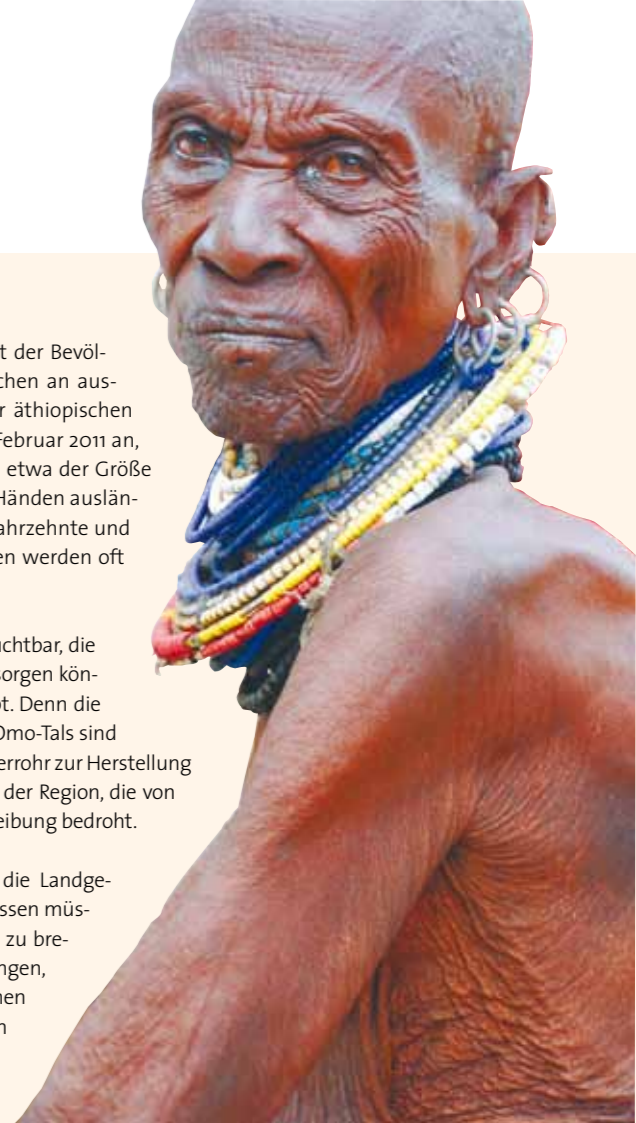 t der Bevöl-
chen an aus-
r äthiopischen
Februar 2011 an,
etwa der Größe
Händen auslän-
ahrzehnte und
en werden oft
uchtbar, die
sorgen kön-
t. Denn die
Omo-Tals sind
errohr zur Herstellung
der Region, die von
eibung bedroht.
die Landge-
ssen müs-
zu bre-
ngen,
nen
n